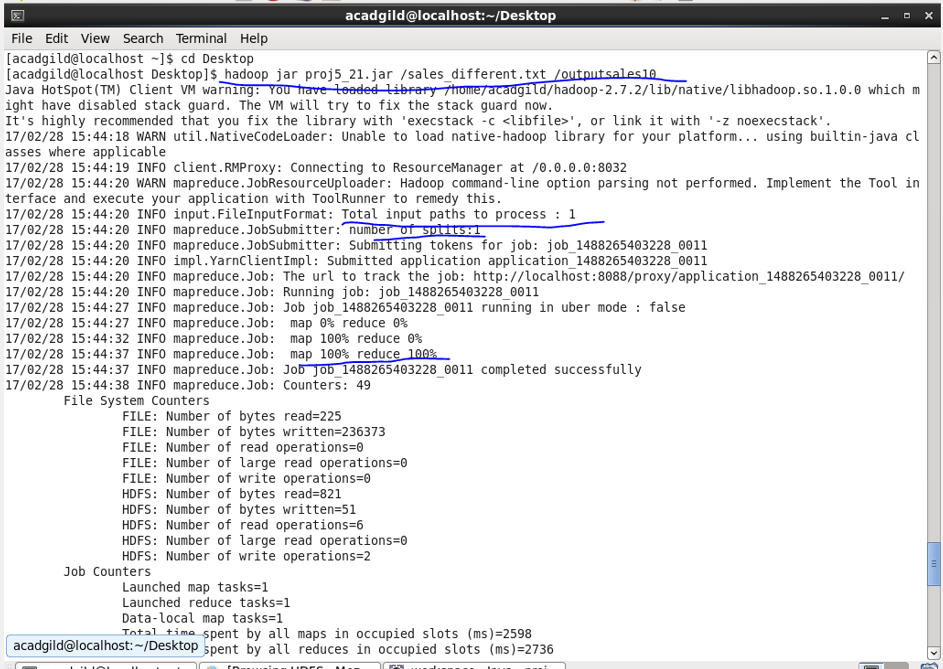 acadgild@localhost:~/Desktop
File Edit View Search Terminal Help
[acadgild@localhost ~]$ cd Desktop
[acadgild@localhost Desktop]$ hadoop jar proj5_21.jar /sales_different.txt /outputsales10
Java HotSpot(TM) Client VM warning: You have loaded library /home/acadgild/hadoop-2.7.2/lib/native/libhadoop.so.1.0.0 which m
ight have disabled stack guard. The VM will try to fix the stack guard now.
It's highly recommended that you fix the library with 'execstack -c <libfile>', or link it with '-z noexecstack'.
17/02/28 15:44:18 WARN util.NativeCodeLoader: Unable to load native-hadoop library for your platform... using builtin-java cl
asses where applicable
17/02/28 15:44:19 INFO client.RMProxy: Connecting to ResourceManager at /0.0.0.0:8032
17/02/28 15:44:20 WARN mapreduce.JobResourceUploader: Hadoop command-line option parsing not performed. Implement the Tool in
terface and execute your application with ToolRunner to remedy this.
17/02/28 15:44:20 INFO input.FileInputFormat: Total input paths to process : 1
17/02/28 15:44:20 INFO mapreduce.JobSubmitter: number of splits:1
17/02/28 15:44:20 INFO mapreduce.JobSubmitter: Submitting tokens for job: job_1488265403228_0011
17/02/28 15:44:20 INFO impl.YarnClientImpl: Submitted application application_1488265403228_0011
17/02/28 15:44:20 INFO mapreduce.Job: The url to track the job: http://localhost:8088/proxy/application_1488265403228_0011/
17/02/28 15:44:20 INFO mapreduce.Job: Running job: job_1488265403228_0011
17/02/28 15:44:27 INFO mapreduce.Job: Job job_1488265403228_0011 running in uber mode : false
17/02/28 15:44:27 INFO mapreduce.Job:  map 0% reduce 0%
17/02/28 15:44:32 INFO mapreduce.Job:  map 100% reduce 0%
17/02/28 15:44:37 INFO mapreduce.Job:  map 100% reduce 100%
17/02/28 15:44:37 INFO mapreduce.Job: Job job_1488265403228_0011 completed successfully
17/02/28 15:44:38 INFO mapreduce.Job: Counters: 49
File System Counters
FILE: Number of bytes read=225
FILE: Number of bytes written=236373
FILE: Number of read operations=0
FILE: Number of large read operations=0
FILE: Number of write operations=0
HDFS: Number of bytes read=821
HDFS: Number of bytes written=51
HDFS: Number of read operations=6
HDFS: Number of large read operations=0
HDFS: Number of write operations=2
Job Counters
Launched map tasks=1
Launched reduce tasks=1
Data-local map tasks=1
Total time spent by all maps in occupied slots (ms)=2598
spent by all reduces in occupied slots (ms)=2736
acadgild@localhost:~/Desktop